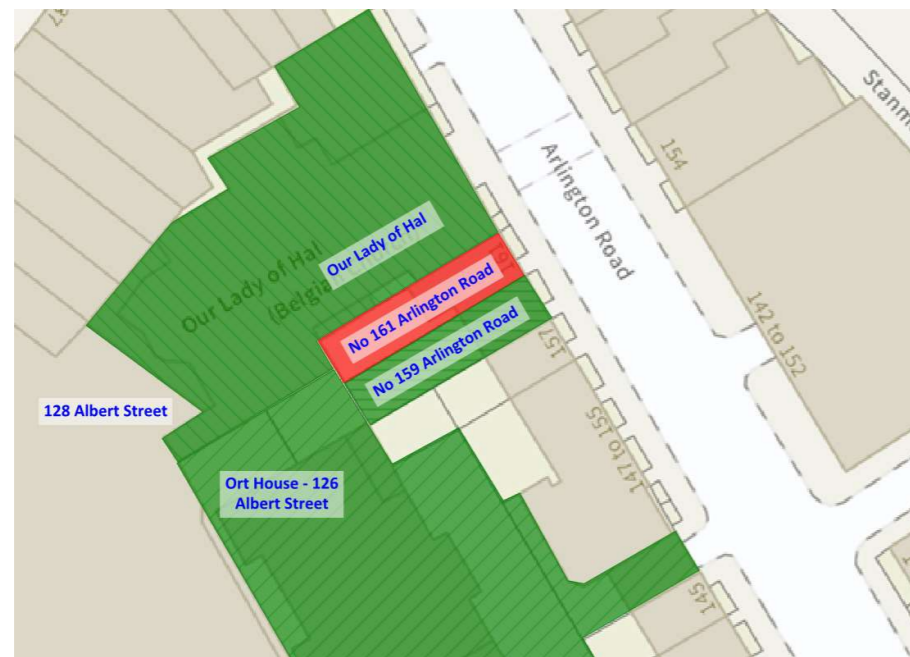 Stanm
154
Arlington Road
Our Lady of Hal
Our Lady of Hal
(Belgia
161
No 161 Arlington Road
No 159 Arlington Road
157
142 to 152
128 Albert Street
147 to 155
Ort House - 126
Albert Street
145